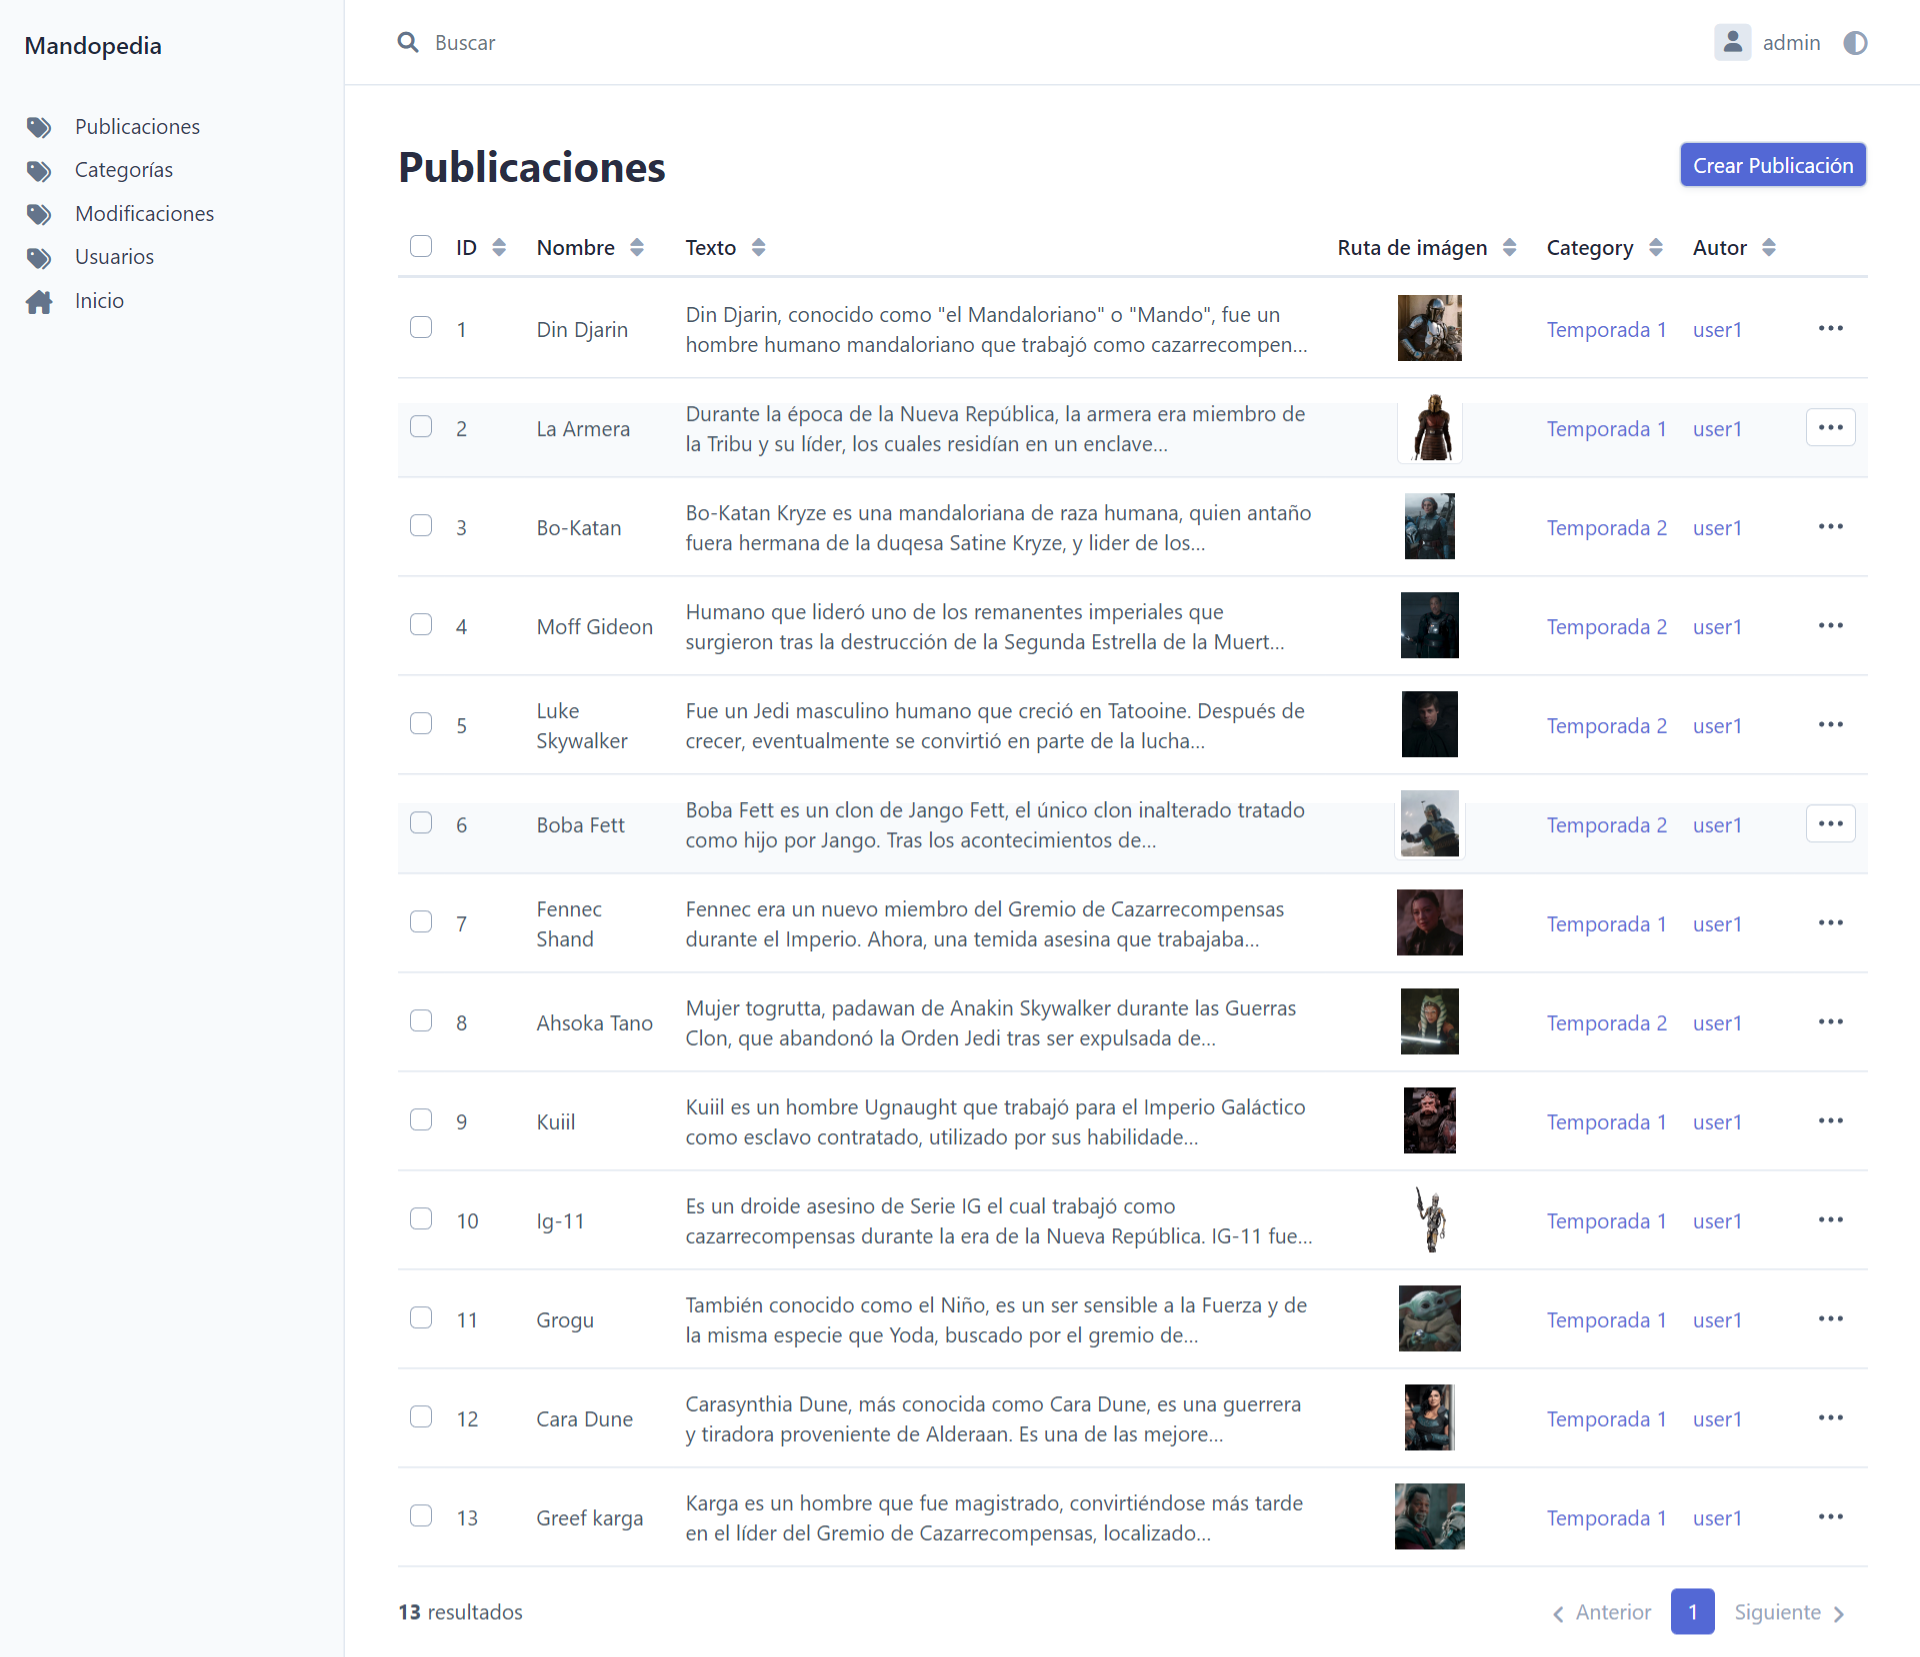 Mandopedia
Buscar
admin
Publicaciones
Categorías
Modificaciones
Usuarios
Inicio
Publicaciones
Crear Publicación
ID Nombre Texto Ruta de imágen Category Autor
1 Din Djarin Din Djarin, conocido como "el Mandaloriano" o "Mando", fue un Temporada 1 user1 ...
hombre humano mandaloriano que trabajó como cazarrecompen...
2 La Armera Durante la época de la Nueva República, la armera era miembro de Temporada 1 user1 ...
la Tribu y su líder, los cuales residían en un enclave...
3 Bo-Katan Bo-Katan Kryze es una mandaloriana de raza humana, quien antaño Temporada 2 user1 ...
fuera hermana de la duqesa Satine Kryze, y lider de los...
4 Moff Gideon Humano que lideró uno de los remanentes imperiales que Temporada 2 user1 ...
surgieron tras la destrucción de la Segunda Estrella de la Muert...
5 Luke Fue un Jedi masculino humano que creció en Tatooine. Después de Temporada 2 user1 ...
Skywalker crecer, eventualmente se convirtió en parte de la lucha...
6 Boba Fett Boba Fett es un clon de Jango Fett, el único clon inalterado tratado Temporada 2 user1 ...
como hijo por Jango. Tras los acontecimientos de...
7 Fennec Fennec era un nuevo miembro del Gremio de Cazarrecompensas Temporada 1 user1 ...
Shand durante el Imperio. Ahora, una temida asesina que trabajaba...
8 Ahsoka Tano Mujer togrutta, padawan de Anakin Skywalker durante las Guerras Temporada 2 user1 ...
Clon, que abandonó la Orden Jedi tras ser expulsada de...
9 Kuiil Kuiil es un hombre Ugnaught que trabajó para el Imperio Galáctico Temporada 1 user1 ...
como esclavo contratado, utilizado por sus habilidade...
10 Ig-11 Es un droide asesino de Serie IG el cual trabajó como Temporada 1 user1 ...
cazarrecompensas durante la era de la Nueva República. IG-11 fue...
11 Grogu También conocido como el Niño, es un ser sensible a la Fuerza y de Temporada 1 user1 ...
la misma especie que Yoda, buscado por el gremio de...
12 Cara Dune Carasynthia Dune, más conocida como Cara Dune, es una guerrera Temporada 1 user1 ...
y tiradora proveniente de Alderaan. Es una de las mejore...
13 Greef karga Karga es un hombre que fue magistrado, convirtiéndose más tarde Temporada 1 user1 ...
en el líder del Gremio de Cazarrecompensas, localizado...
13 resultados
Anterior 1 Siguiente